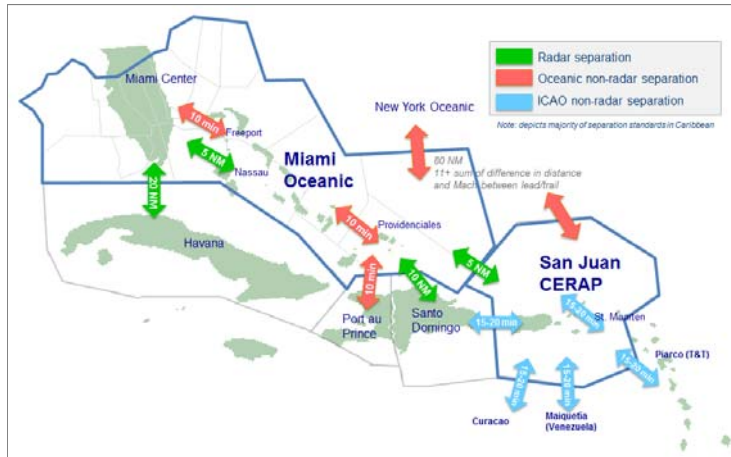 Radar separation
Oceanic non-radar separation
ICAO non-radar separation
Note: depicts majority of separation standards in Caribbean
Miami Center
10 min
Freeport
5 NM
Nassau
20 NM
New York Oceanic
60 NM
11+ sum of difference in distance
and Mach between lead/trail
Miami
Oceanic
10 min
Providenciales
Havana
10 min
10 NM
5 NM
San Juan
CERAP
Port au
Prince
Santo
Domingo
15-20 min
15-20 min
St. Maarten
15-20 min
Piarco (T&T)
15-20 min
15-20 min
Curacao
Maiquetia
(Venezuela)